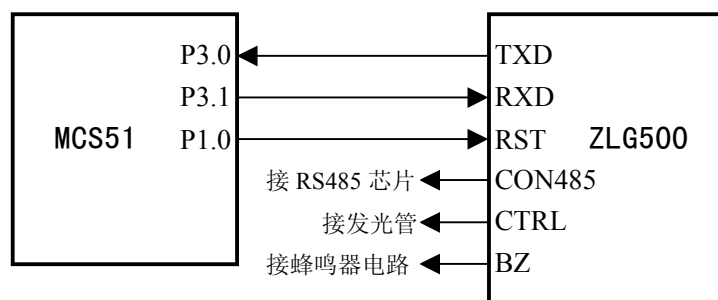 P3.0 TXD
P3.1 RXD
MCS51 P1.0 RST ZLG500
接 RS485 芯片 CON485
接发光管 CTRL
接蜂鸣器电路 BZ